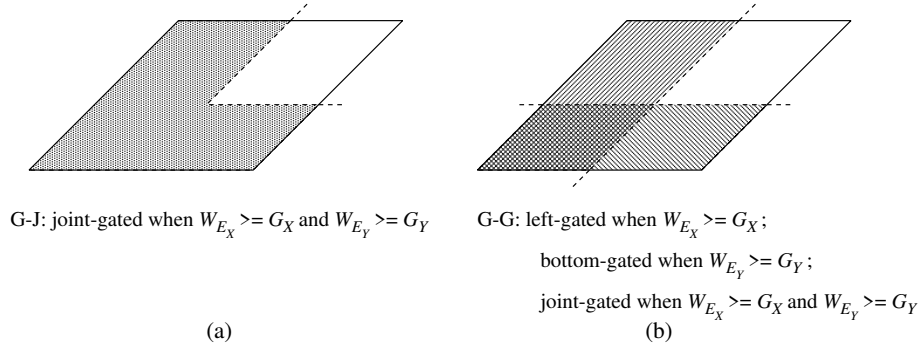 G-J: joint-gated when W_{E_X} >= G_X and W_{E_Y} >= G_Y
(a)
G-G: left-gated when W_{E_X} >= G_X ;
bottom-gated when W_{E_Y} >= G_Y ;
joint-gated when W_{E_X} >= G_X and W_{E_Y} >= G_Y
(b)